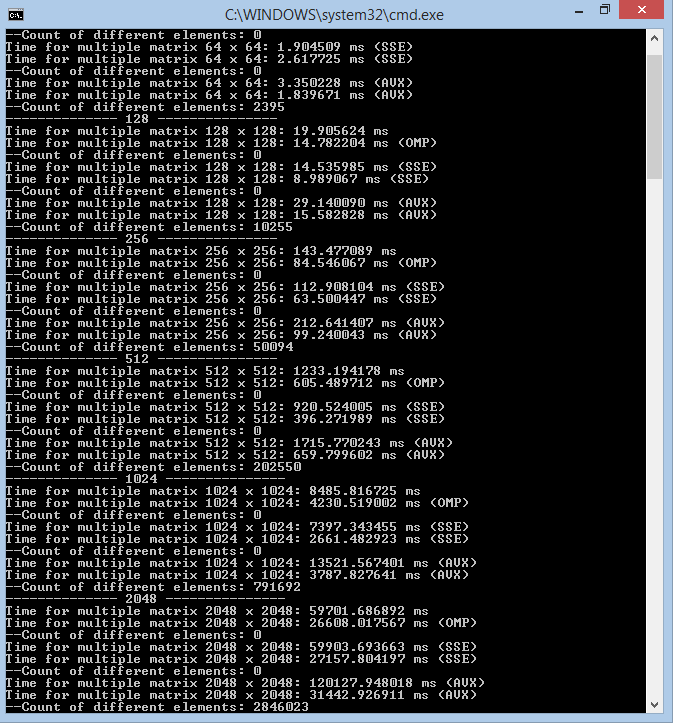 C:\WINDOWS\system32\cmd.exe
--Count of different elements: 0
Time for multiple matrix 64 x 64: 1.904509 ms (SSE)
Time for multiple matrix 64 x 64: 2.617725 ms (SSE)
--Count of different elements: 0
Time for multiple matrix 64 x 64: 3.350228 ms (AVX)
Time for multiple matrix 64 x 64: 1.839671 ms (AVX)
--Count of different elements: 2395
-------------- 128 ---------------
Time for multiple matrix 128 x 128: 19.905624 ms
Time for multiple matrix 128 x 128: 14.782204 ms (OMP)
--Count of different elements: 0
Time for multiple matrix 128 x 128: 14.535985 ms (SSE)
Time for multiple matrix 128 x 128: 8.989067 ms (SSE)
--Count of different elements: 0
Time for multiple matrix 128 x 128: 29.140090 ms (AVX)
Time for multiple matrix 128 x 128: 15.582828 ms (AVX)
--Count of different elements: 10255
-------------- 256 ---------------
Time for multiple matrix 256 x 256: 143.477089 ms
Time for multiple matrix 256 x 256: 84.546067 ms (OMP)
--Count of different elements: 0
Time for multiple matrix 256 x 256: 112.908104 ms (SSE)
Time for multiple matrix 256 x 256: 63.500447 ms (SSE)
--Count of different elements: 0
Time for multiple matrix 256 x 256: 212.641407 ms (AVX)
Time for multiple matrix 256 x 256: 99.240043 ms (AVX)
--Count of different elements: 50094
-------------- 512 ---------------
Time for multiple matrix 512 x 512: 1233.194178 ms
Time for multiple matrix 512 x 512: 605.489712 ms (OMP)
--Count of different elements: 0
Time for multiple matrix 512 x 512: 920.524005 ms (SSE)
Time for multiple matrix 512 x 512: 396.271989 ms (SSE)
--Count of different elements: 0
Time for multiple matrix 512 x 512: 1715.770243 ms (AVX)
Time for multiple matrix 512 x 512: 659.799602 ms (AVX)
--Count of different elements: 202550
-------------- 1024 ---------------
Time for multiple matrix 1024 x 1024: 8485.816725 ms
Time for multiple matrix 1024 x 1024: 4230.519002 ms (OMP)
--Count of different elements: 0
Time for multiple matrix 1024 x 1024: 7397.343455 ms (SSE)
Time for multiple matrix 1024 x 1024: 2661.482923 ms (SSE)
--Count of different elements: 0
Time for multiple matrix 1024 x 1024: 13521.567401 ms (AVX)
Time for multiple matrix 1024 x 1024: 3787.827641 ms (AVX)
--Count of different elements: 791692
-------------- 2048 ---------------
Time for multiple matrix 2048 x 2048: 59701.686892 ms
Time for multiple matrix 2048 x 2048: 26608.017567 ms (OMP)
--Count of different elements: 0
Time for multiple matrix 2048 x 2048: 59903.693663 ms (SSE)
Time for multiple matrix 2048 x 2048: 27157.804197 ms (SSE)
--Count of different elements: 0
Time for multiple matrix 2048 x 2048: 120127.948018 ms (AVX)
Time for multiple matrix 2048 x 2048: 31442.926911 ms (AVX)
--Count of different elements: 2846023